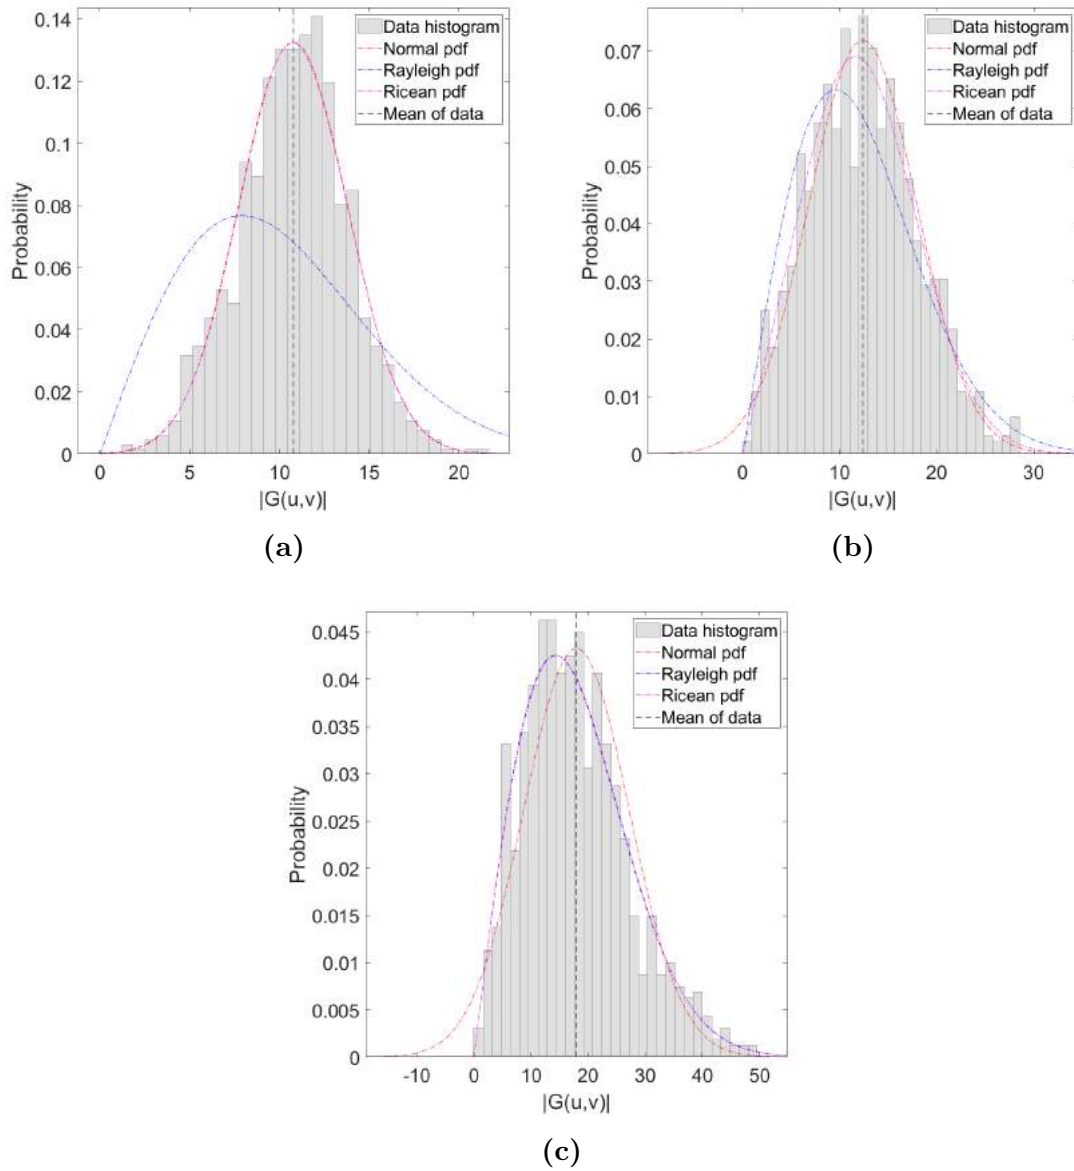 0.14
0.12
0.1
0.08
0.06
0.04
0.02
0
Probability
0 5 10 15 20
|G(u,v)|
Data histogram
Normal pdf
Rayleigh pdf
Ricean pdf
Mean of data
(a)
0.07
0.06
0.05
0.04
0.03
0.02
0.01
0
Probability
0 10 20 30
|G(u,v)|
Data histogram
Normal pdf
Rayleigh pdf
Ricean pdf
Mean of data
(b)
0.045
0.04
0.035
0.03
0.025
0.02
0.015
0.01
0.005
0
Probability
-10 0 10 20 30 40 50
|G(u,v)|
Data histogram
Normal pdf
Rayleigh pdf
Ricean pdf
Mean of data
(c)